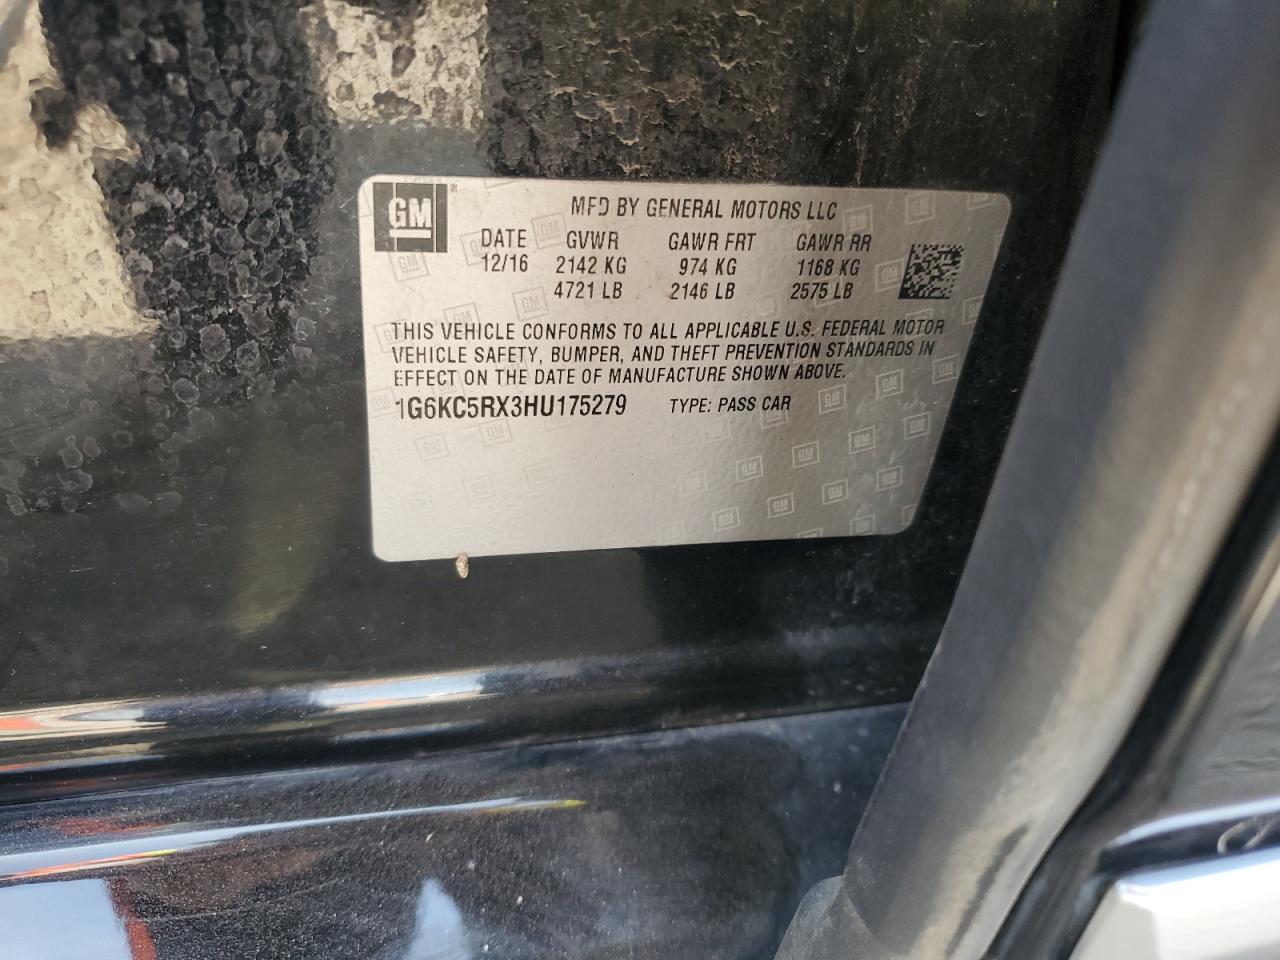 GM
MFD BY GENERAL MOTORS LLC
DATE GVWR GAWR FRT GAWR RR
12/16 2142 KG 974 KG 1168 KG
4721 LB 2146 LB 2575 LB
THIS VEHICLE CONFORMS TO ALL APPLICABLE U.S. FEDERAL MOTOR
VEHICLE SAFETY, BUMPER, AND THEFT PREVENTION STANDARDS IN
EFFECT ON THE DATE OF MANUFACTURE SHOWN ABOVE.
1G6KC5RX3HU175279 TYPE: PASS CAR